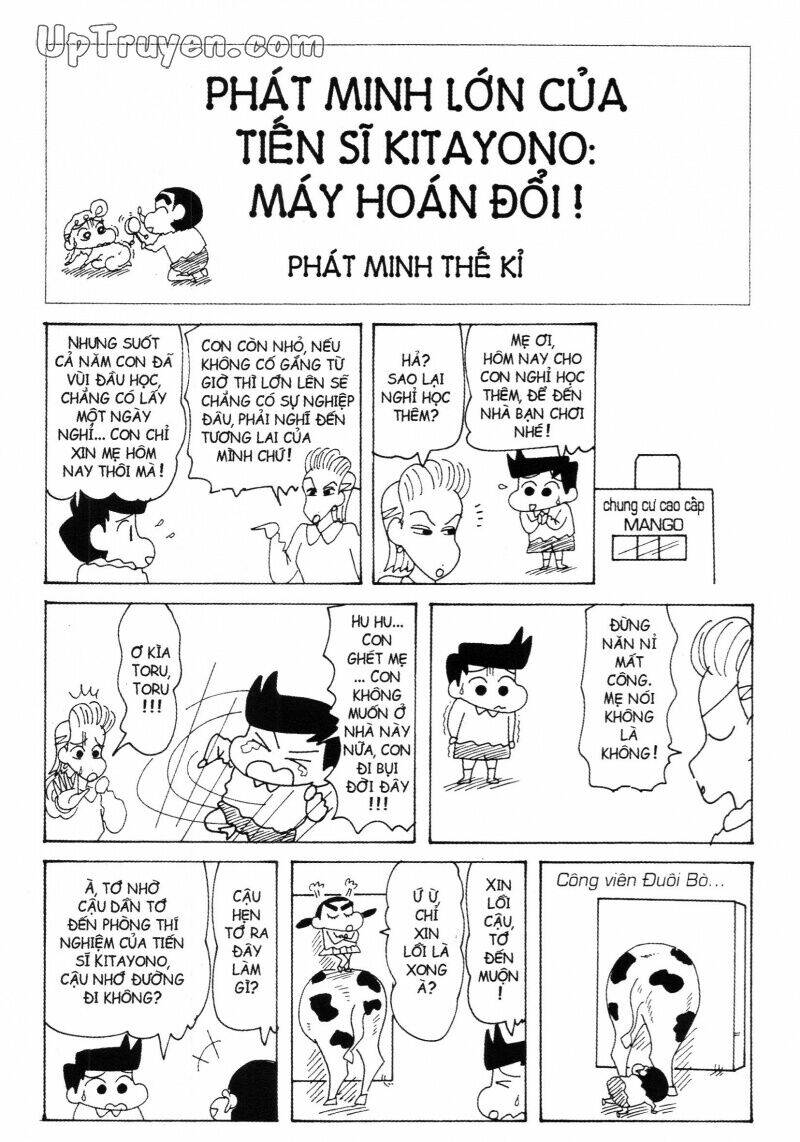 UpTruyen.com
PHÁT MINH LỚN CỦA
TIẾN SĨ KITAYONO:
MÁY HOÁN ĐỔI !
PHÁT MINH THẾ KỈ
chung cư cao cấp
MANGO
MẸ ƠI,
HÔM NAY CHO
CON NGHỈ HỌC
THÊM, ĐỂ ĐẾN
NHÀ BẠN CHƠI
NHÉ!
HẢ?
SAO LẠI
NGHỈ HỌC
THÊM?
CON CÒN NHỎ, NẾU
KHÔNG CỐ GẮNG TỪ
GIỜ THÌ LỚN LÊN SẼ
CHẲNG CÓ SỰ NGHIỆP
ĐÂU, PHẢI NGHĨ ĐẾN
TƯƠNG LAI CỦA
MÌNH CHỨ!
NHƯNG SUỐT
CẢ NĂM CON ĐÃ
VÙI ĐẦU HỌC,
CHẲNG CÓ LẤY
MỘT NGÀY
NGHỈ... CON CHỈ
XIN MẸ HÔM
NAY THÔI MÀ!
ĐỪNG
NĂN NỈ
MẤT
CÔNG.
MẸ NÓI
KHÔNG
LÀ
KHÔNG!
HU HU...
CON
GHÉT MẸ
... CON
KHÔNG
MUỐN Ở
NHÀ NÀY
NỮA, CON
ĐI BỤI
ĐỜI ĐÂY
!!!
Ơ KÌA
TORU,
TORU
!!!
Công viên Đuôi Bò...
XIN
LỖI
CẬU,
TỚ
ĐẾN
MUỘN!
Ứ Ừ,
CHỈ
XIN
LỖI LÀ
XONG
À?
CẬU
HẸN
TỚ RA
ĐÂY
LÀM
GÌ?
À, TỚ NHỜ
CẬU DẪN TỚ
ĐẾN PHÒNG THÍ
NGHIỆM CỦA TIẾN
SĨ KITAYONO,
CẬU NHỚ ĐƯỜNG
ĐI KHÔNG?